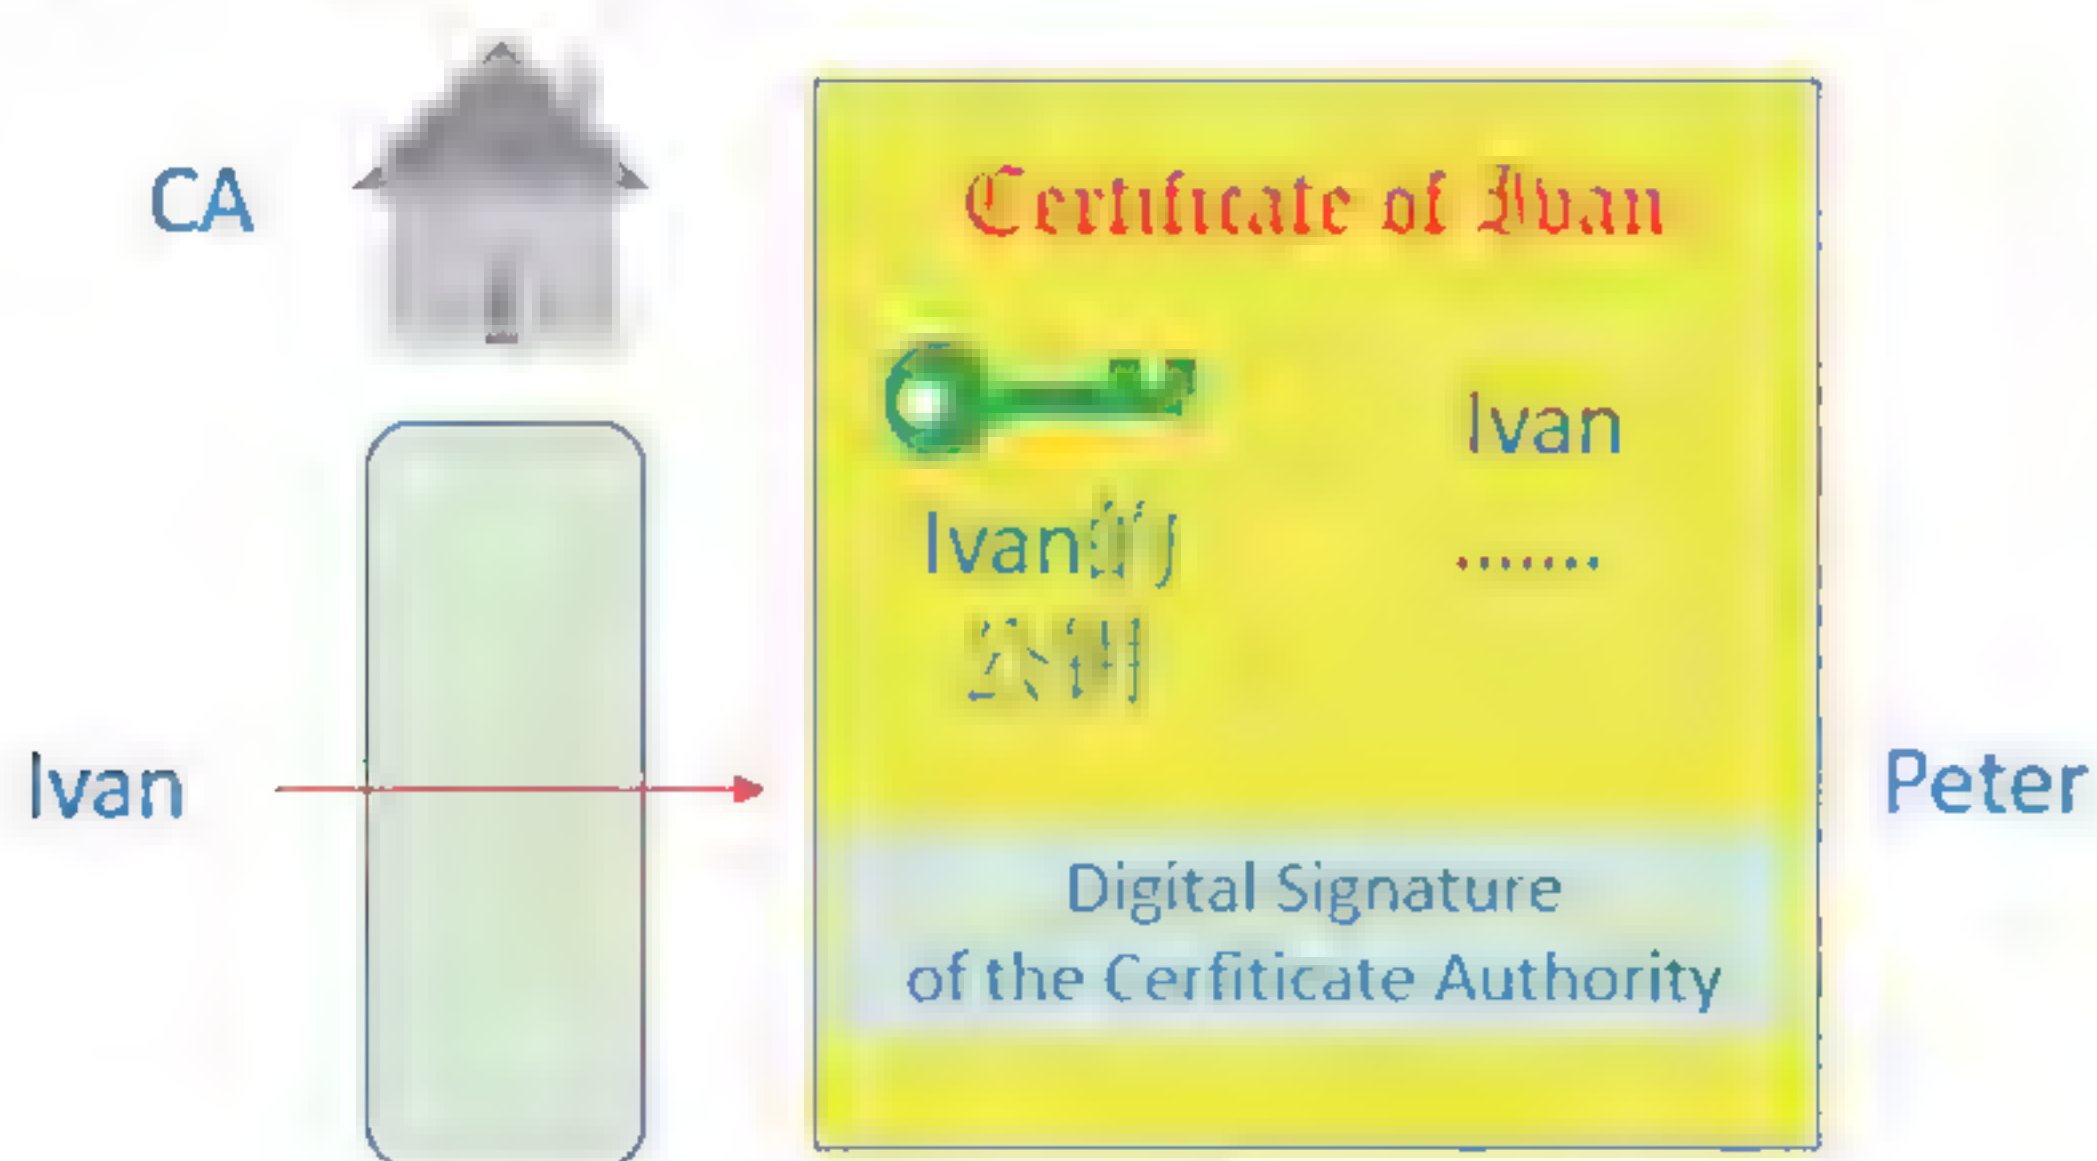 CA
Certificate of Ivan
Ivan
Ivan的
.......
公
Ivan
Peter
Digital Signature
of the Cerfiticate Authority